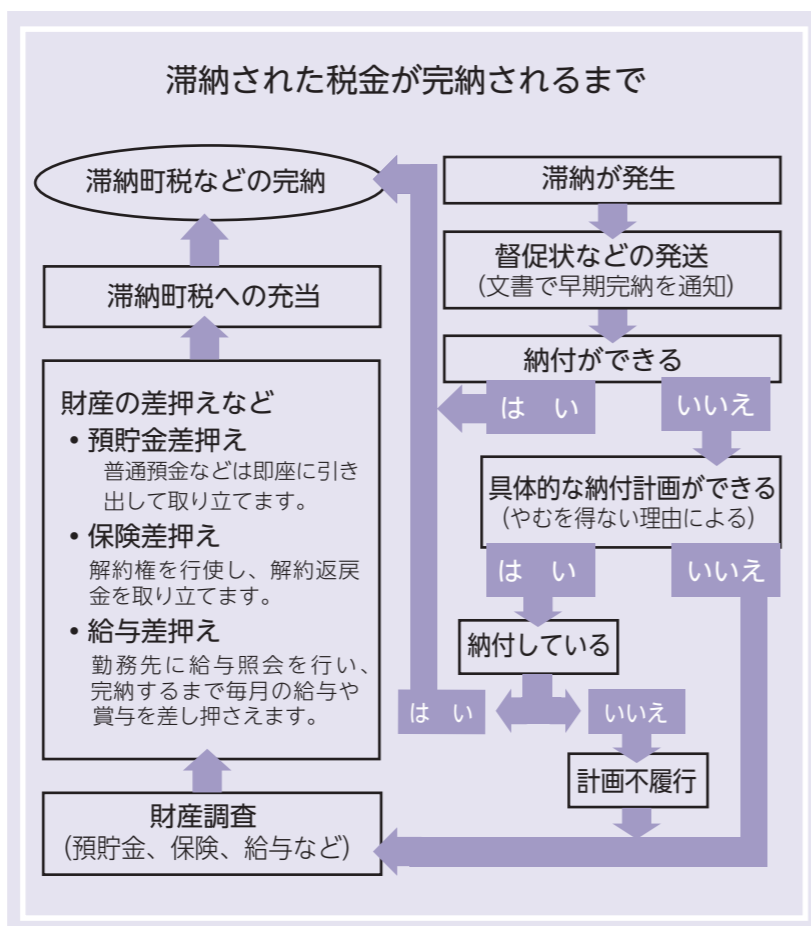 滞納された税金が完納されるまで
滞納町税などの完納
滞納町税への充当
財産の差押えなど
・預貯金差押え
普通預金などは即座に引き
出して取り立てます。
・保険差押え
解約権を行使し、解約返戻
金を取り立てます。
・給与差押え
勤務先に給与照会を行い、
完納するまで毎月の給与や
賞与を差し押さえます。
財産調査
(預貯金、保険、給与など)
滞納が発生
督促状などの発送
(文書で早期完納を通知)
納付ができる
は い
いいえ
具体的な納付計画ができる
(やむを得ない理由による)
は い
いいえ
納付している
は い
いいえ
計画不履行